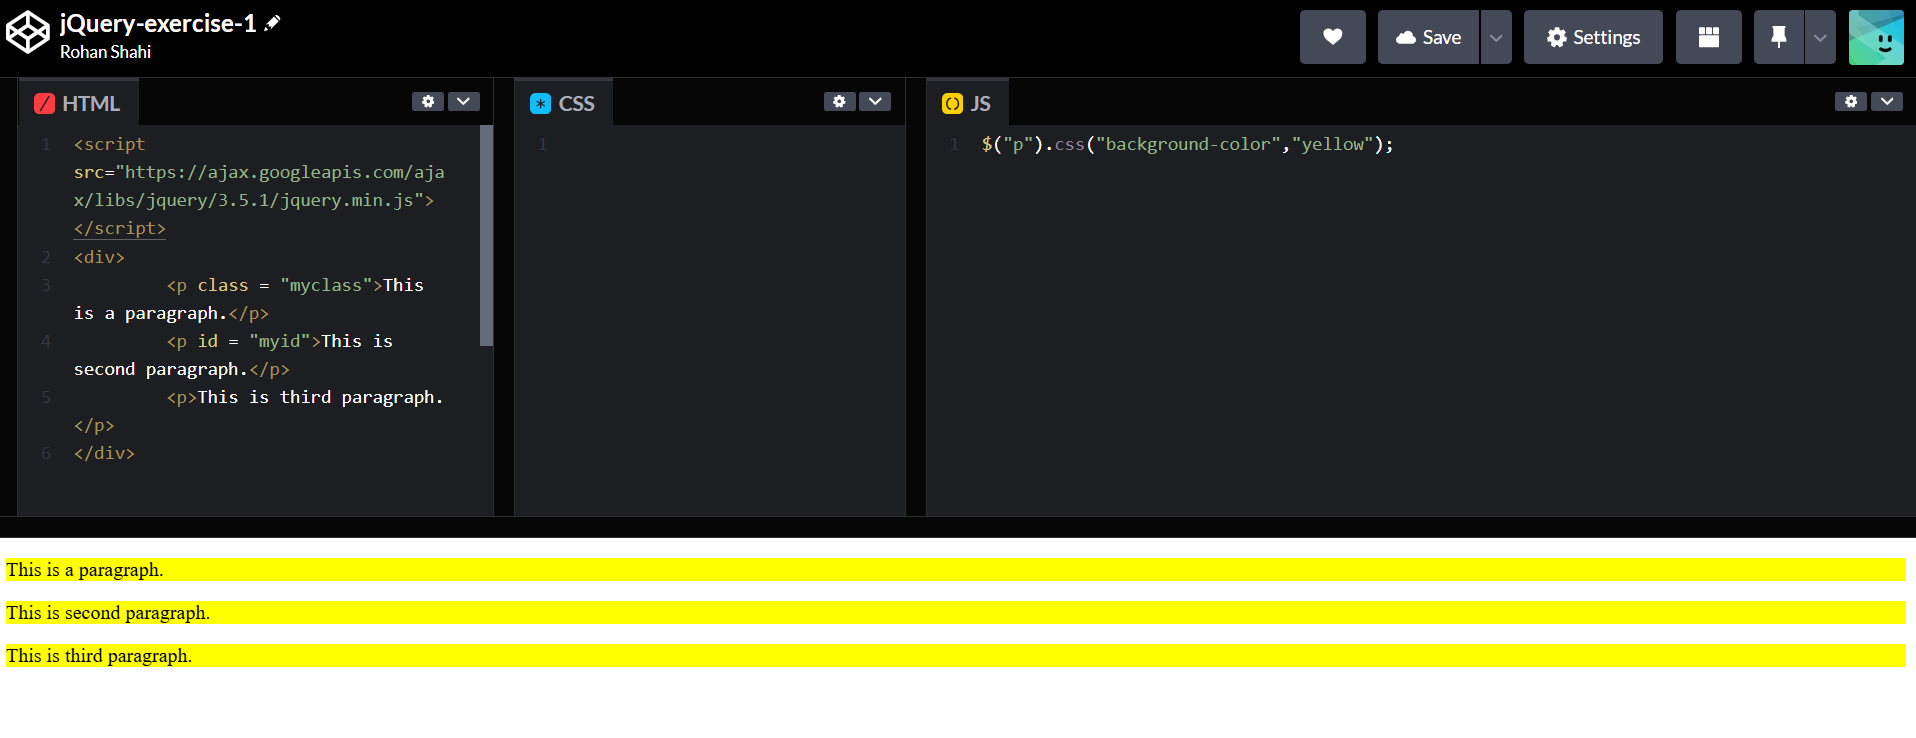 jQuery-exercise-1
Rohan Shahi
Save
Settings
HTML
1 <script
src="https://ajax.googleapis.com/aja
x/libs/jquery/3.5.1/jquery.min.js">
</script>
2 <div>
3 <p class = "myclass">This
is a paragraph.</p>
4 <p id = "myid">This is
second paragraph.</p>
5 <p>This is third paragraph.
</p>
6 </div>
CSS
1
JS
1 $("p").css("background-color","yellow");
This is a paragraph.
This is second paragraph.
This is third paragraph.